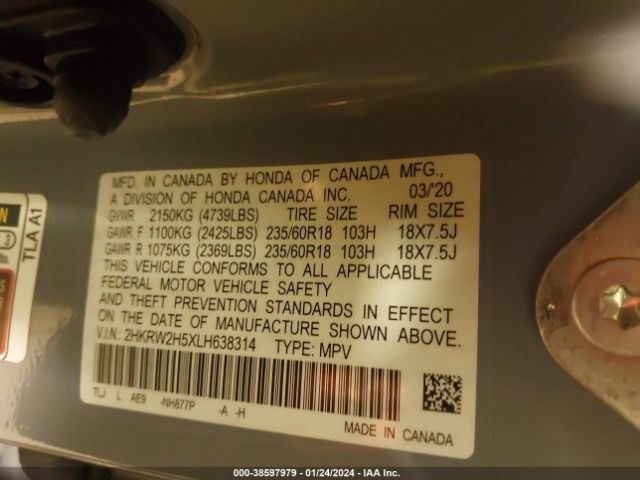 MFD. IN CANADA BY HONDA OF CANADA MFG.,
A DIVISION OF HONDA CANADA INC. 03/'20
GVWR 2150KG (4739LBS) TIRE SIZE RIM SIZE
GAWR F 1100KG (2425LBS) 235/60R18 103H 18X7.5J
GAWR R 1075KG (2369LBS) 235/60R18 103H 18X7.5J
THIS VEHICLE CONFORMS TO ALL APPLICABLE
FEDERAL MOTOR VEHICLE SAFETY
AND THEFT PREVENTION STANDARDS IN EFFECT
ON THE DATE OF MANUFACTURE SHOWN ABOVE.
V.I.N.: 2HKRW2H5XLH638314 TYPE: MPV
TLJ L AE9 -NH877P -A -H
MADE IN CANADA
TLA A1
3
000-38597979 - 01/24/2024 - IAA Inc.